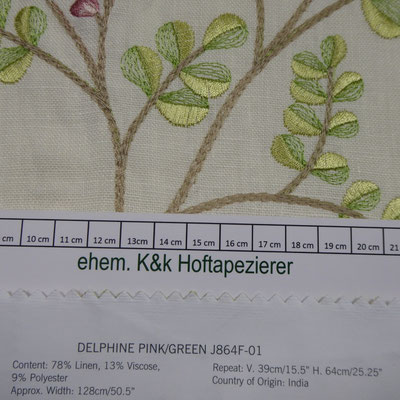 cm 10 cm 11 cm 12 cm 13cm 14 cm 15 cm 16 cm 17 cm 18 cm 19 cm 20 cm 21
ehem. K&k Hoftapezierer
DELPHINE PINK/GREEN J864F-01
Content: 78% Linen, 13% Viscose,
9% Polyester
Approx. Width: 128cm/50.5"
Repeat: V. 39cm/15.5" H. 64cm/25.25"
Country of Origin: India